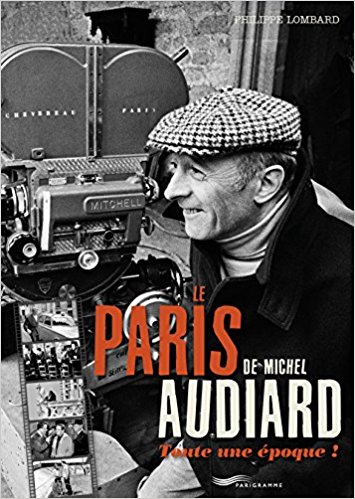 PHILIPPE LOMBARD
CHEVEREAU PARIS
MITCHELL
LE
PARIS
DE MICHEL
AUDIARD
Toute une époque !
PARIGRAMME